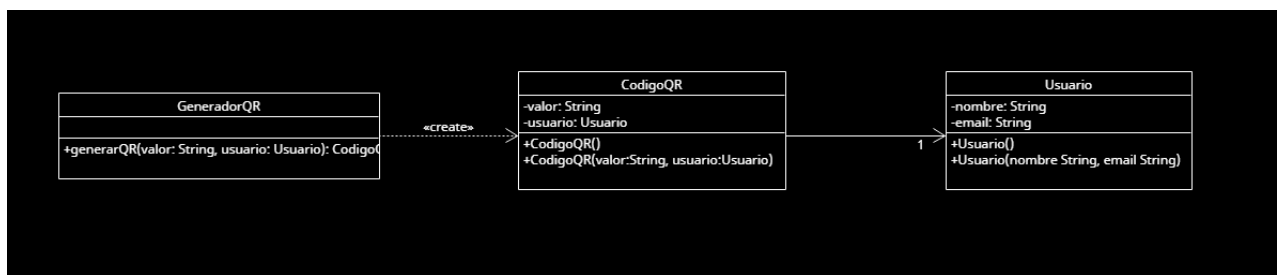 GeneradorQR
+generarQR(valor: String, usuario: Usuario):
«create»
CodigoQR
-valor: String
-usuario: Usuario
+CodigoQR()
+CodigoQR(valor:String, usuario:Usuario)
1
Usuario
-nombre: String
-email: String
+Usuario()
+Usuario(nombre String, email String)